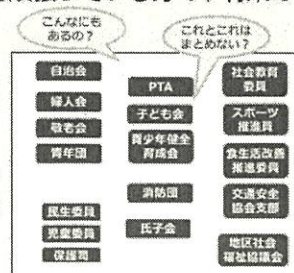 こんなにも
あるの？
これとこれは
まとめない？
自治会
婦人会
敬老会
青年団
民生委員
児童委員
保護司
PTA
子ども会
青少年健全
育成会
消防団
氏子会
社会教育
委員
スポーツ
推進員
食生活改善
推進委員
交通安全
協会支部
地区社会
福祉協議会